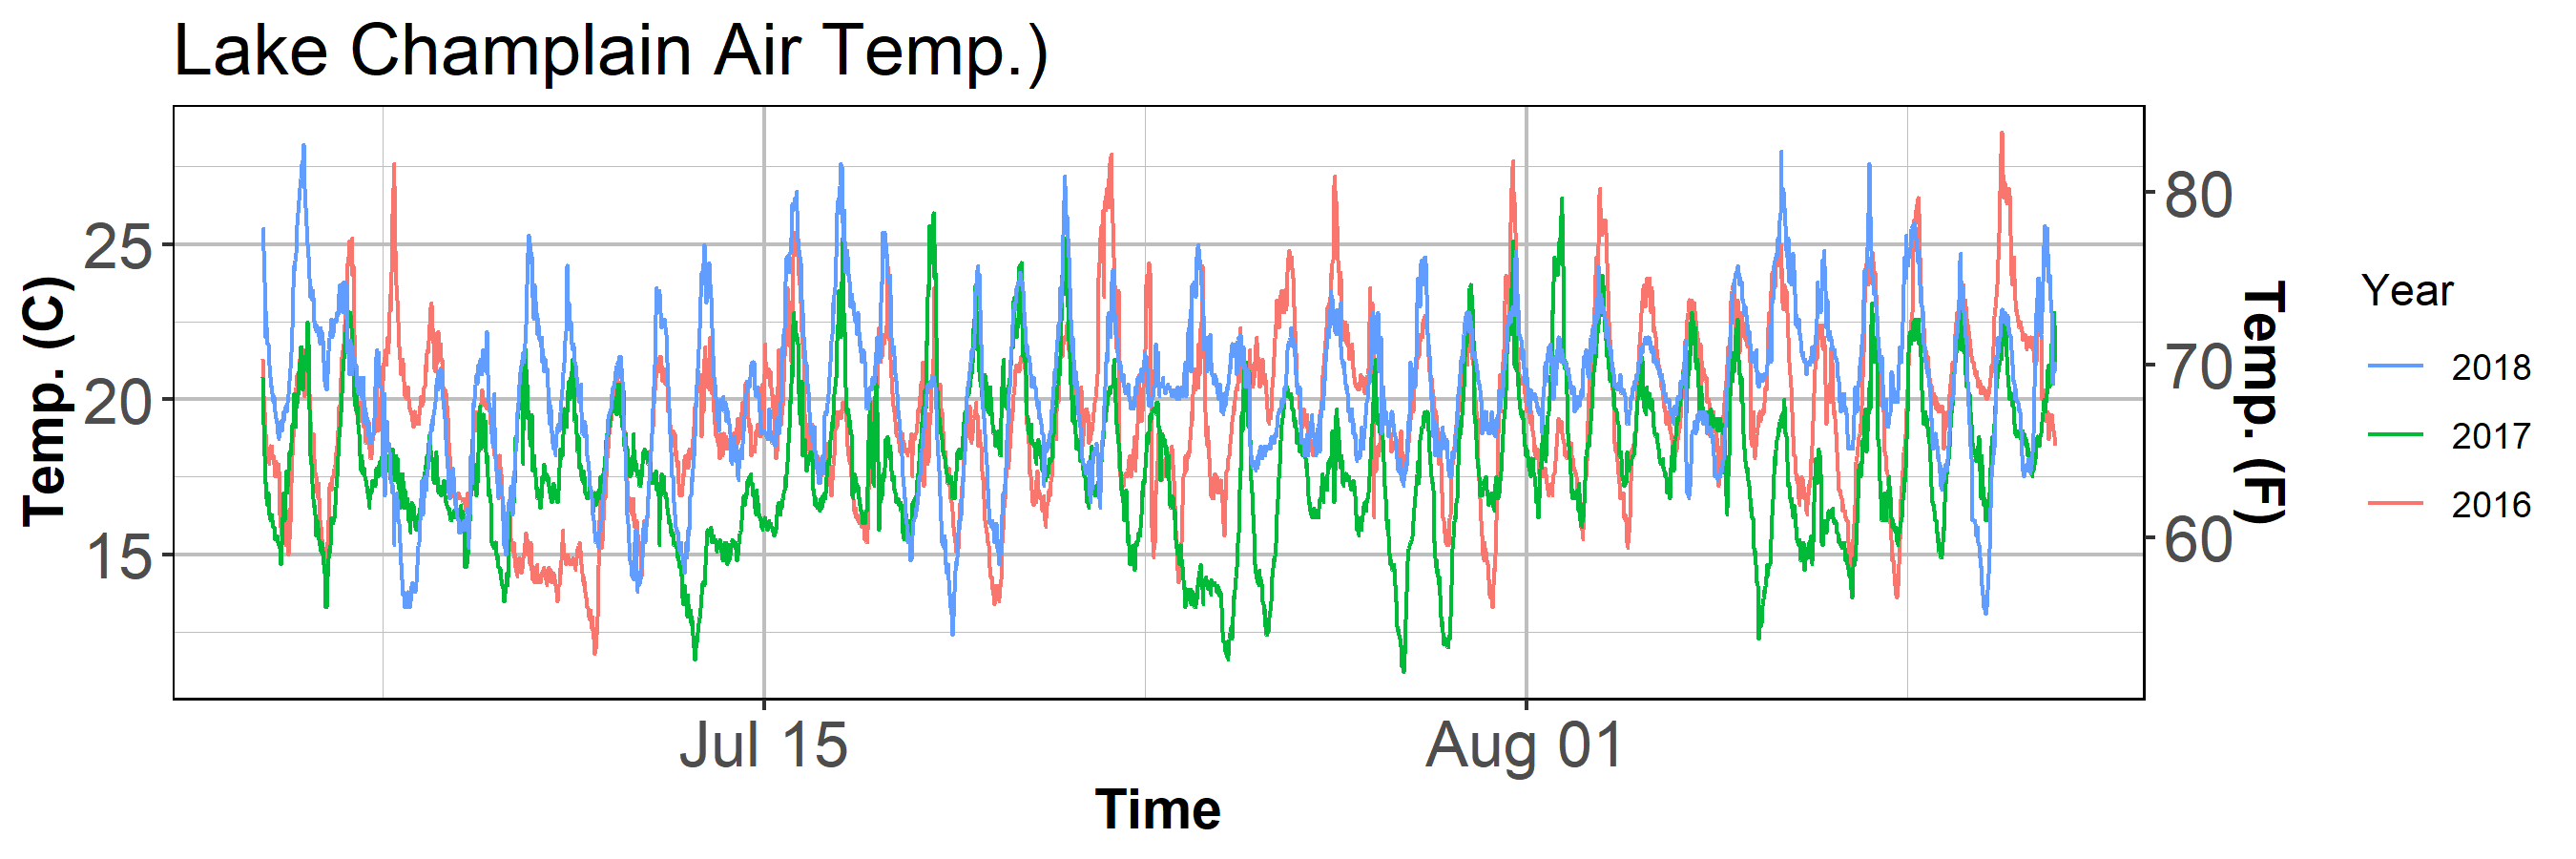 Lake Champlain Air Temp.)
Temp. (C)
25
20
15
80
70
60
Temp. (F)
Jul 15
Aug 01
Time
Year
2018
2017
2016